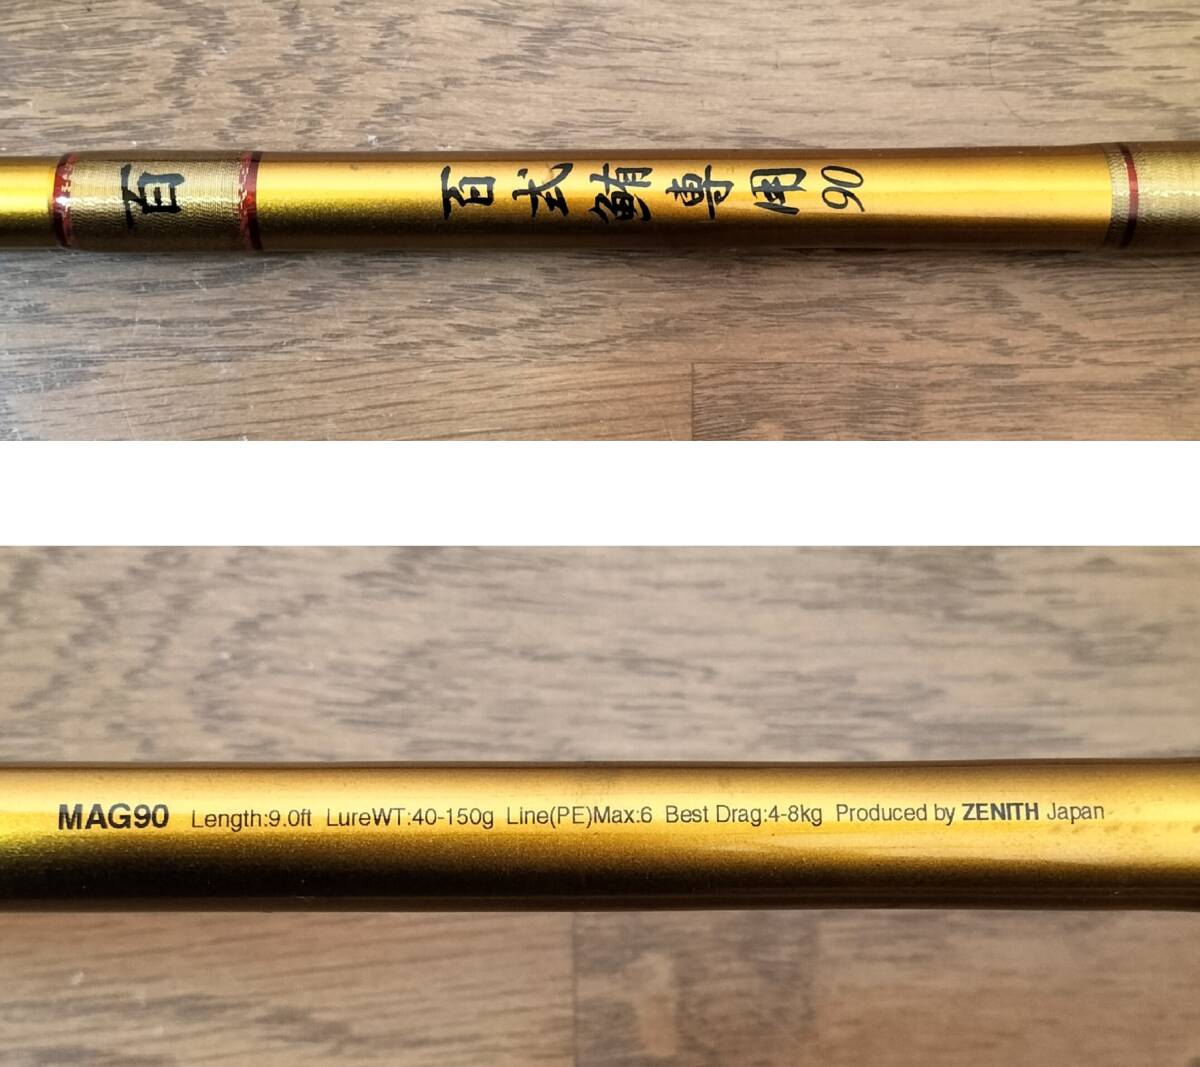 百
百式鮪専用90
MAG90 Length:9.0ft LureWT:40-150g Line(PE)Max:6 Best Drag:4-8kg Produced by ZENITH Japan